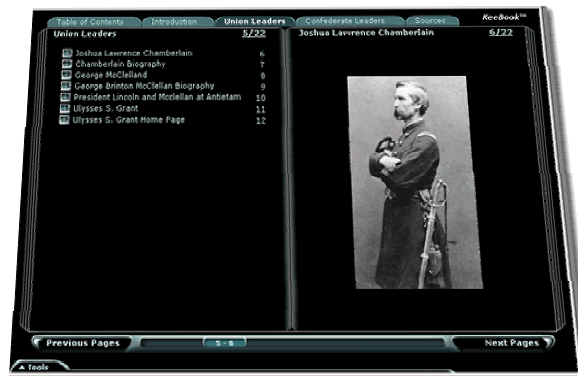 Table of Contents
Introduction
Union Leaders
Confederate Leaders
Sources
KeeBook™
Union Leaders 5/22
Joshua Lawrence Chamberlain 6
Chamberlain Biography 7
George McClelland 8
George Brinton McClellan Biography 9
President Lincoln and Mcclellan at Antietam 10
Ulysses S. Grant 11
Ulysses S. Grant Home Page 12
Joshua Lawrence Chamberlain 6/22
Previous Pages
5 - 6
Next Pages
Tools